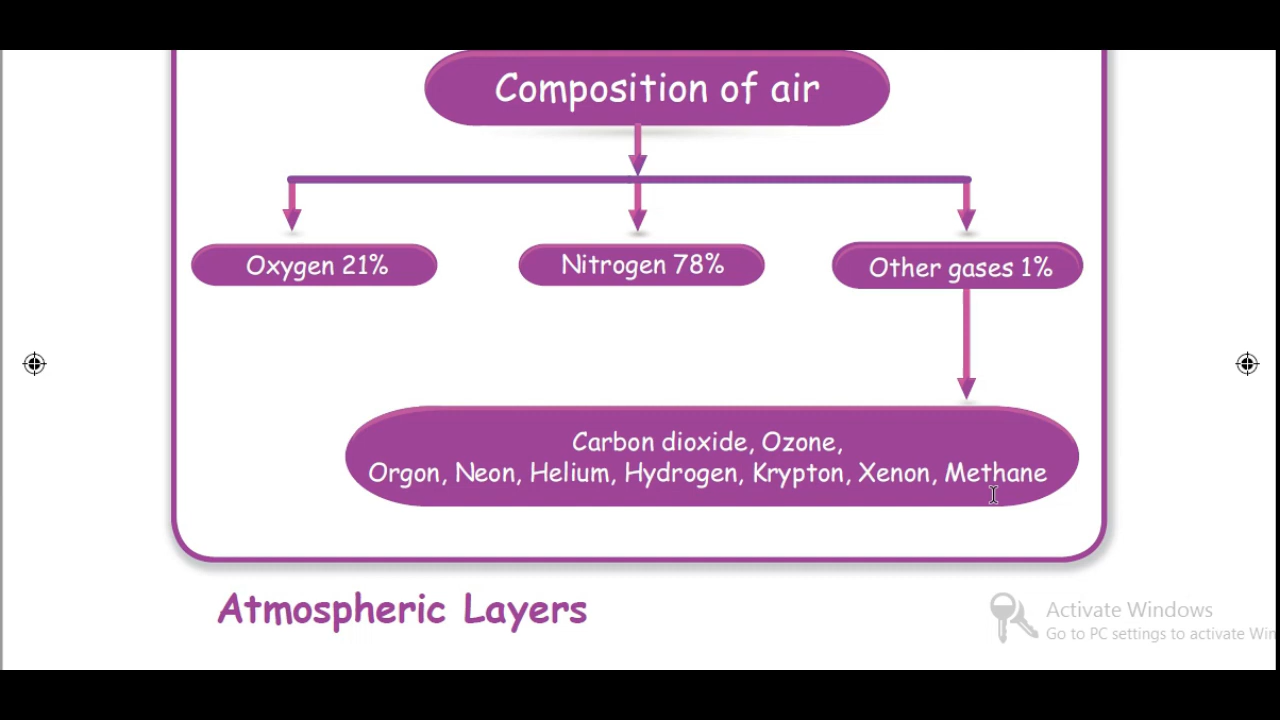 Composition of air
Oxygen 21%
Nitrogen 78%
Other gases 1%
Carbon dioxide, Ozone,
Orgon, Neon, Helium, Hydrogen, Krypton, Xenon, Methane
Atmospheric Layers
Activate Windows
Go to PC settings to activate Win